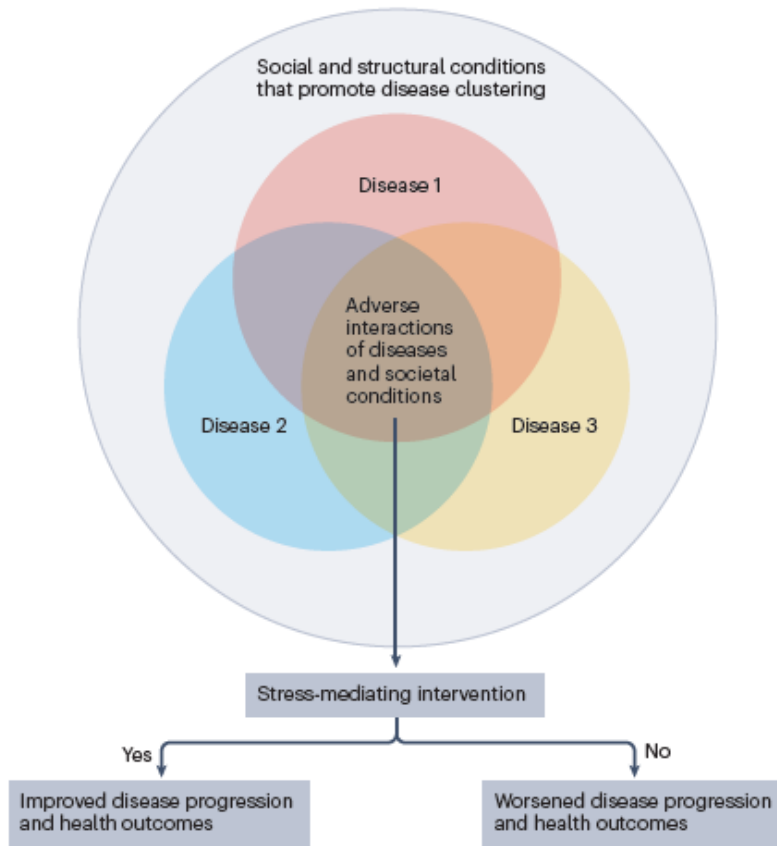 Social and structural conditions
that promote disease clustering
Disease 1
Adverse
interactions
of diseases
and societal
conditions
Disease 2
Disease 3
Stress-mediating intervention
Yes
No
Improved disease progression
and health outcomes
Worsened disease progression
and health outcomes